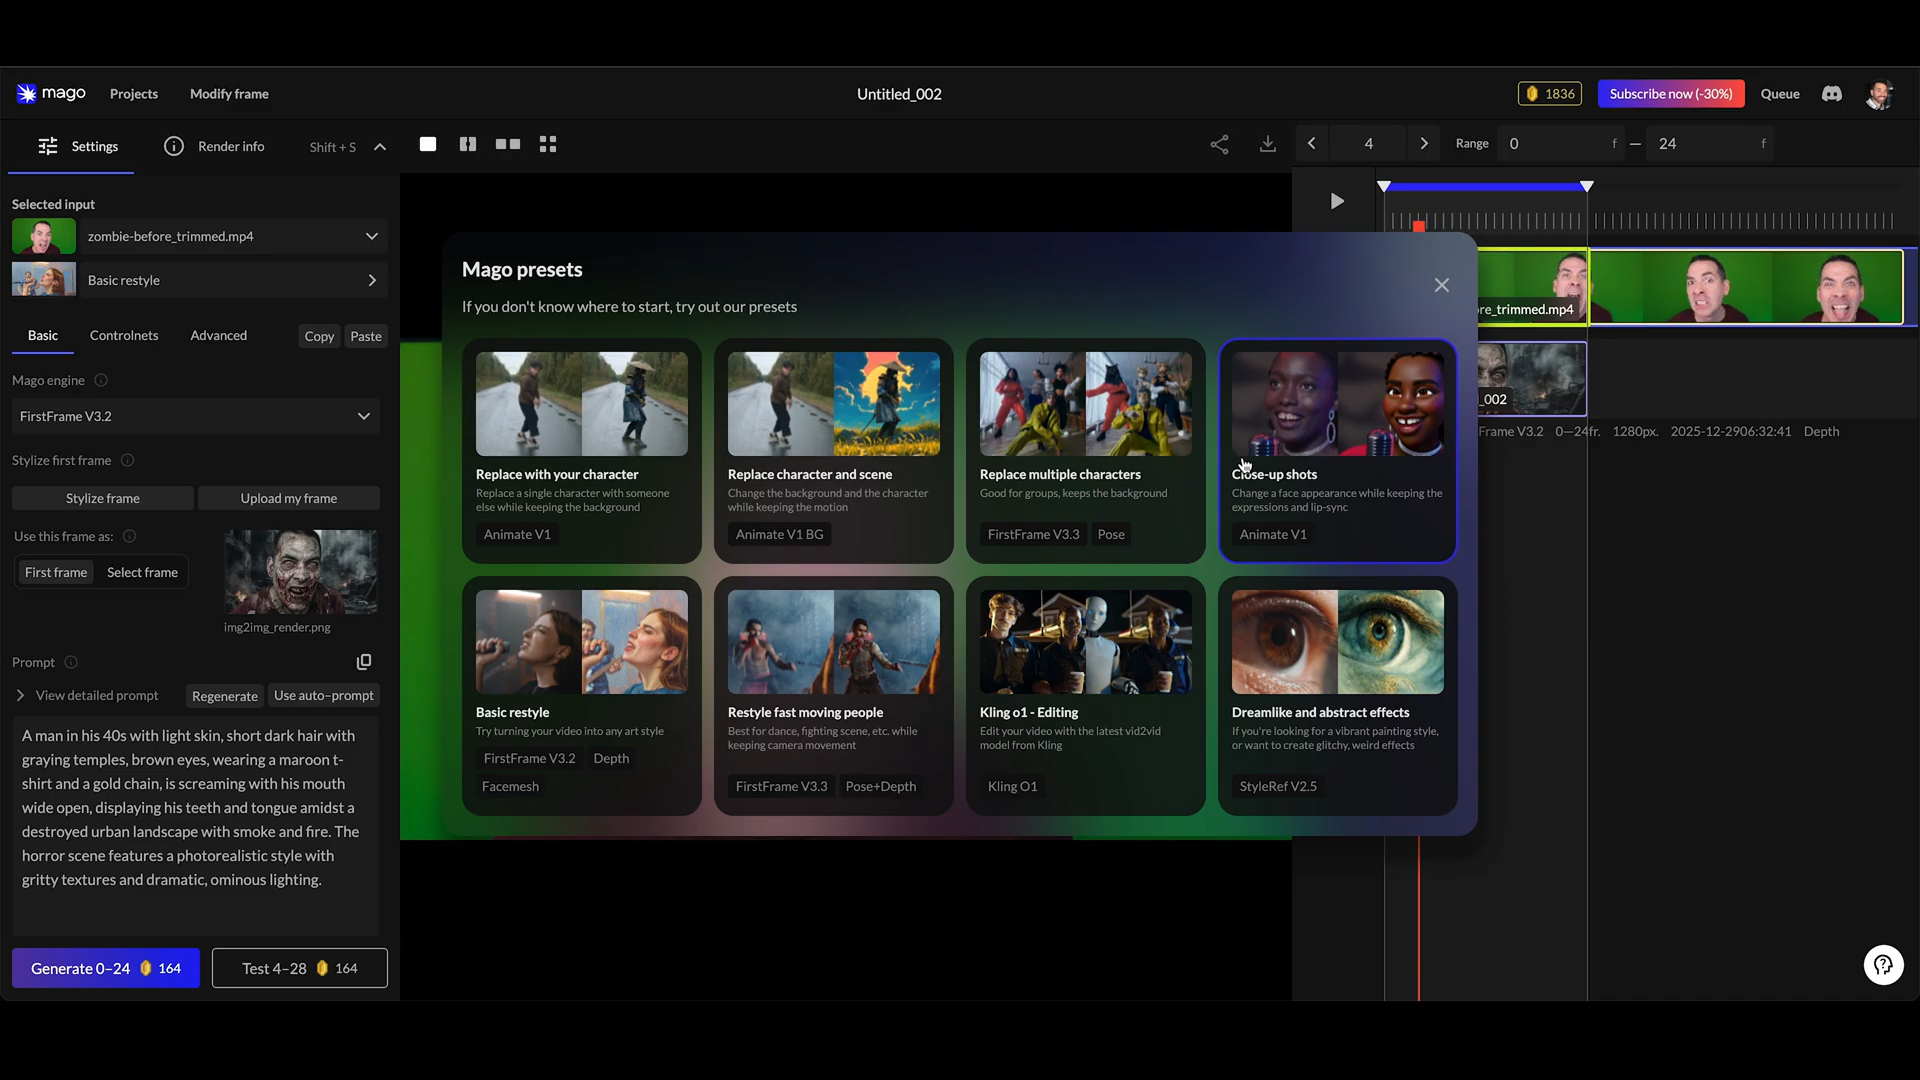 mago
Projects
Modify frame
Untitled_002
1836
Subscribe now (-30%)
Queue
Settings
Render info
Shift + S
4
Range
0
f
—
24
f
Selected input
zombie-before_trimmed.mp4
Basic restyle
Basic
Controlnets
Advanced
Copy
Paste
Mago engine
FirstFrame V3.2
Stylize first frame
Stylize frame
Upload my frame
Use this frame as:
First frame
Select frame
img2img_render.png
Prompt
View detailed prompt
Regenerate
Use auto-prompt
A man in his 40s with light skin, short dark hair with
graying temples, brown eyes, wearing a maroon t-
shirt and a gold chain, is screaming with his mouth
wide open, displaying his teeth and tongue amidst a
destroyed urban landscape with smoke and fire. The
horror scene features a photorealistic style with
gritty textures and dramatic, ominous lighting.
Generate 0-24
164
Test 4-28
164
Mago presets
If you don't know where to start, try out our presets
Replace with your character
Replace a single character with someone
else while keeping the background
Animate V1
Replace character and scene
Change the background and the character
while keeping the motion
Animate V1 BG
Replace multiple characters
Good for groups, keeps the background
FirstFrame V3.3
Pose
Close-up shots
Change a face appearance while keeping the
expressions and lip-sync
Animate V1
Basic restyle
Try turning your video into any art style
FirstFrame V3.2
Depth
Facemesh
Restyle fast moving people
Best for dance, fighting scene, etc. while
keeping camera movement
FirstFrame V3.3
Pose+Depth
Kling o1 - Editing
Edit your video with the latest vid2vid
model from Kling
Kling O1
Dreamlike and abstract effects
If you're looking for a vibrant painting style,
or want to create glitchy, weird effects
StyleRef V2.5
re_trimmed.mp4
_002
Frame V3.2
0—24fr.
1280px.
2025-12-2906:32:41
Depth